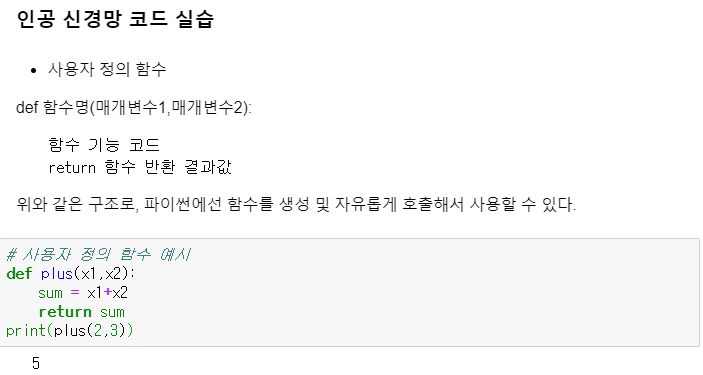 인공 신경망 코드 실습
• 사용자 정의 함수
def 함수명(매개변수1,매개변수2):
함수 기능 코드
return 함수 반환 결과값
위와 같은 구조로, 파이썬에선 함수를 생성 및 자유롭게 호출해서 사용할 수 있다.
# 사용자 정의 함수 예시
def plus(x1,x2):
    sum = x1+x2
    return sum
print(plus(2,3))
5